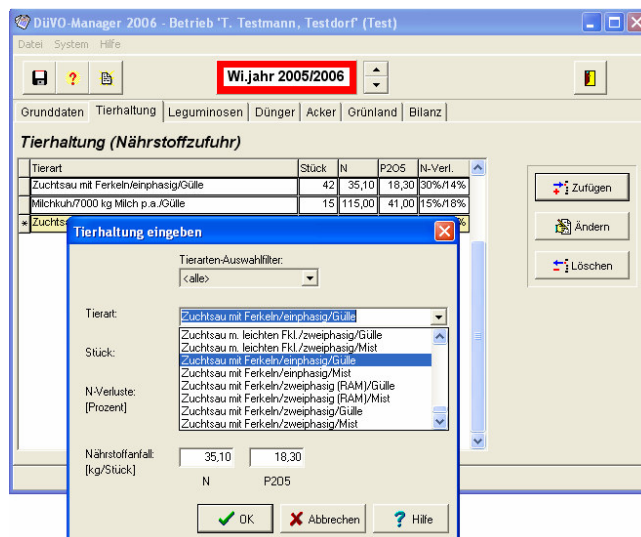 DüVO-Manager 2006 - Betrieb 'T. Testmann, Testdorf' (Test)
Datei System Hilfe
Wi.jahr 2005/2006
Grunddaten Tierhaltung Leguminosen Dünger Acker Grünland Bilanz
Tierhaltung (Nährstoffzufuhr)
Tierart Stück N P2O5 N-Verl.
Zuchtsau mit Ferkeln/einphasig/Gülle 42 35,10 18,30 30%/14%
Milchkuh/7000 kg Milch p.a./Gülle 15 115,00 41,00 15%/18%
Zufügen
Ändern
Löschen
Tierhaltung eingeben
Tierarten-Auswahlfilter:
<alle>
Tierart: Zuchtsau mit Ferkeln/einphasig/Gülle
Stück:
Zuchtsau m. leichten Fkl./zweiphasig/Gülle
Zuchtsau m. leichten Fkl./zweiphasig/Mist
Zuchtsau mit Ferkeln/einphasig/Gülle
Zuchtsau mit Ferkeln/einphasig/Mist
Zuchtsau mit Ferkeln/zweiphasig (RAM)/Gülle
Zuchtsau mit Ferkeln/zweiphasig (RAM)/Mist
Zuchtsau mit Ferkeln/zweiphasig/Gülle
Zuchtsau mit Ferkeln/zweiphasig/Mist
N-Verluste:
[Prozent]
Nährstoffanfall: 35,10 18,30
[kg/Stück]
N P2O5
OK Abbrechen Hilfe